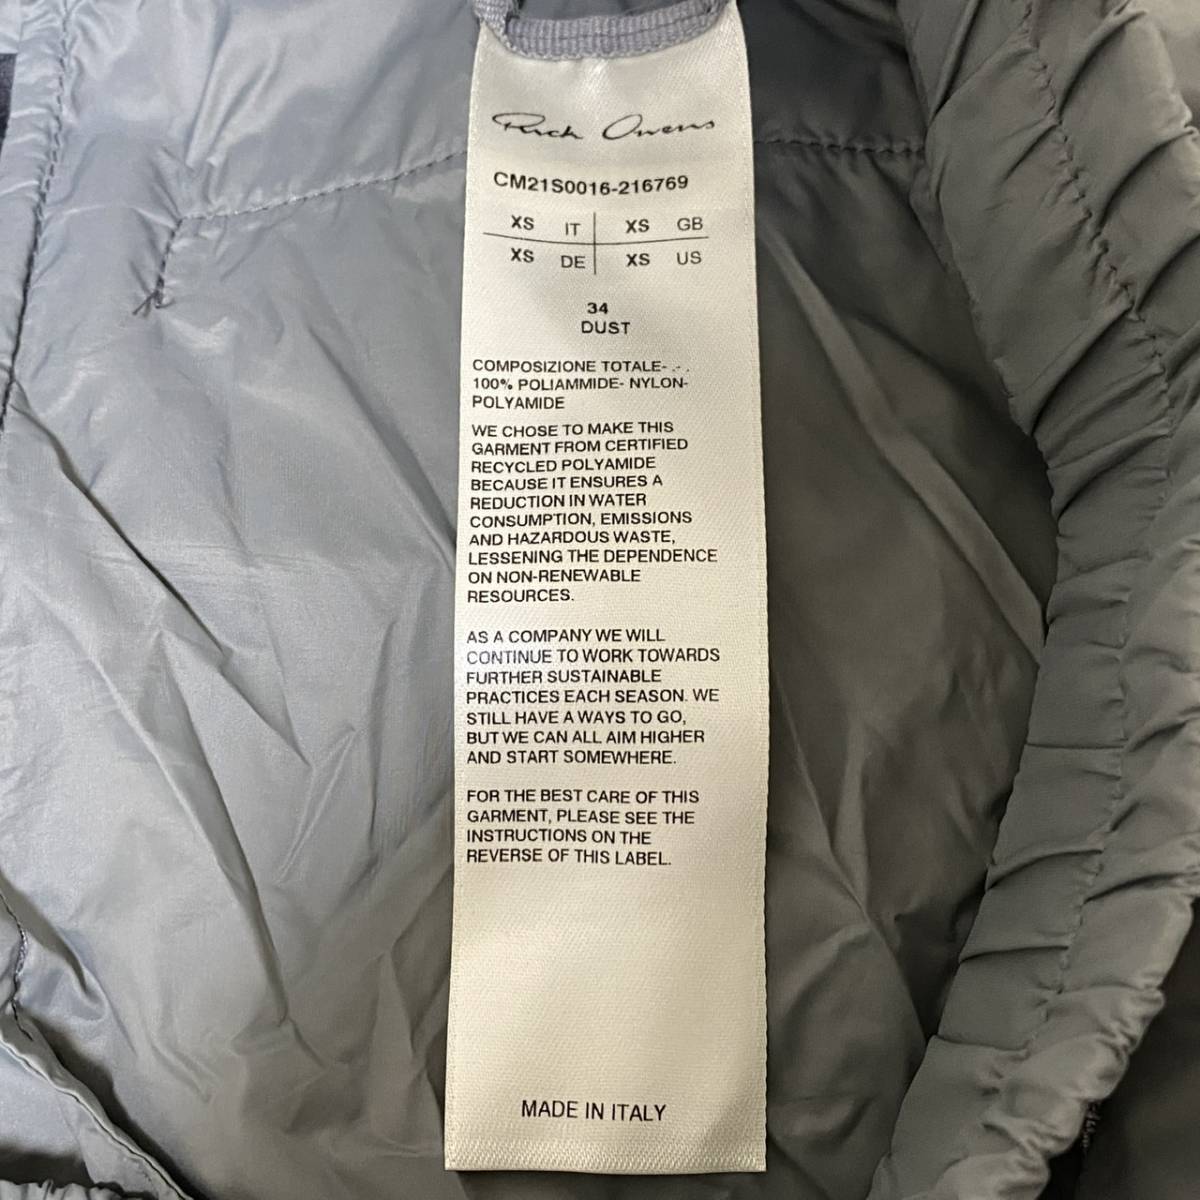 Rick Owens
CM21S0016-216769
XS IT XS GB
XS DE XS US
34
DUST
COMPOSIZIONE TOTALE- .- .
100% POLIAMMIDE- NYLON-
POLYAMIDE
WE CHOSE TO MAKE THIS
GARMENT FROM CERTIFIED
RECYCLED POLYAMIDE
BECAUSE IT ENSURES A
REDUCTION IN WATER
CONSUMPTION, EMISSIONS
AND HAZARDOUS WASTE,
LESSENING THE DEPENDENCE
ON NON-RENEWABLE
RESOURCES.
AS A COMPANY WE WILL
CONTINUE TO WORK TOWARDS
FURTHER SUSTAINABLE
PRACTICES EACH SEASON. WE
STILL HAVE A WAYS TO GO,
BUT WE CAN ALL AIM HIGHER
AND START SOMEWHERE.
FOR THE BEST CARE OF THIS
GARMENT, PLEASE SEE THE
INSTRUCTIONS ON THE
REVERSE OF THIS LABEL.
MADE IN ITALY